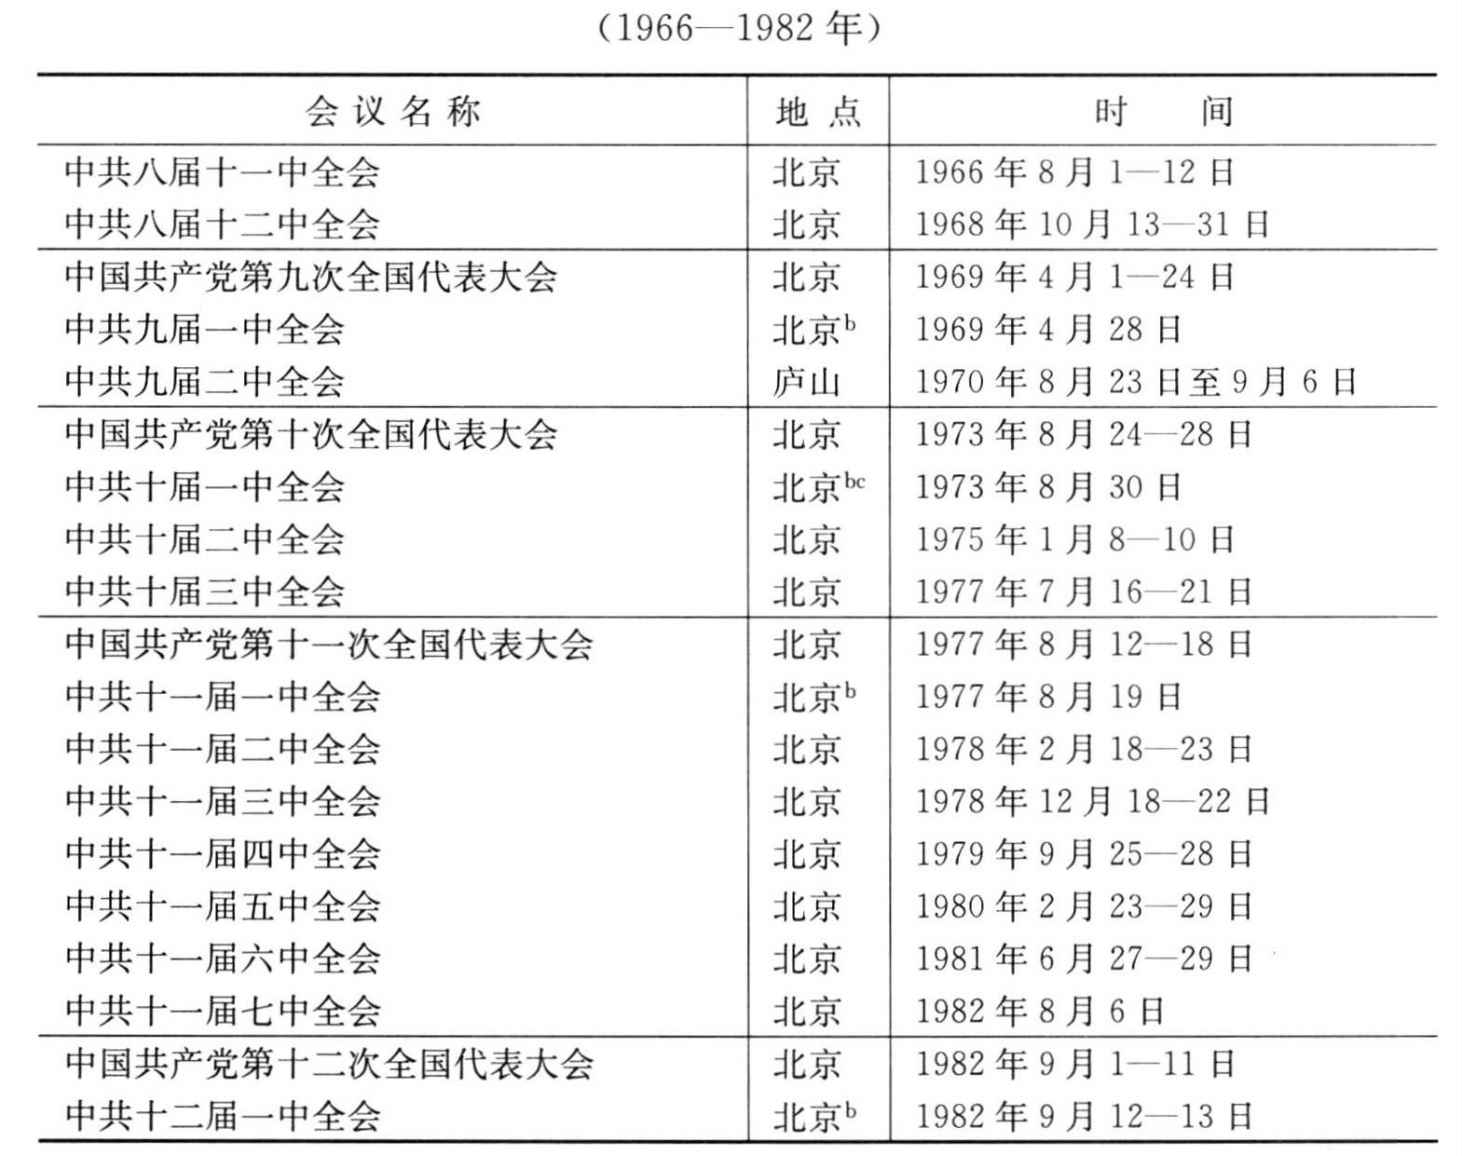 （1966—1982 年）
会议名称 地点 时 间
中共八届十一中全会 北京 1966 年 8 月 1—12 日
中共八届十二中全会 北京 1968 年 10 月 13—31 日
中国共产党第九次全国代表大会 北京 1969 年 4 月 1—24 日
中共九届一中全会 北京b 1969 年 4 月 28 日
中共九届二中全会 庐山 1970 年 8 月 23 日至 9 月 6 日
中国共产党第十次全国代表大会 北京 1973 年 8 月 24—28 日
中共十届一中全会 北京bc 1973 年 8 月 30 日
中共十届二中全会 北京 1975 年 1 月 8—10 日
中共十届三中全会 北京 1977 年 7 月 16—21 日
中国共产党第十一次全国代表大会 北京 1977 年 8 月 12—18 日
中共十一届一中全会 北京b 1977 年 8 月 19 日
中共十一届二中全会 北京 1978 年 2 月 18—23 日
中共十一届三中全会 北京 1978 年 12 月 18—22 日
中共十一届四中全会 北京 1979 年 9 月 25—28 日
中共十一届五中全会 北京 1980 年 2 月 23—29 日
中共十一届六中全会 北京 1981 年 6 月 27—29 日
中共十一届七中全会 北京 1982 年 8 月 6 日
中国共产党第十二次全国代表大会 北京 1982 年 9 月 1—11 日
中共十二届一中全会 北京b 1982 年 9 月 12—13 日